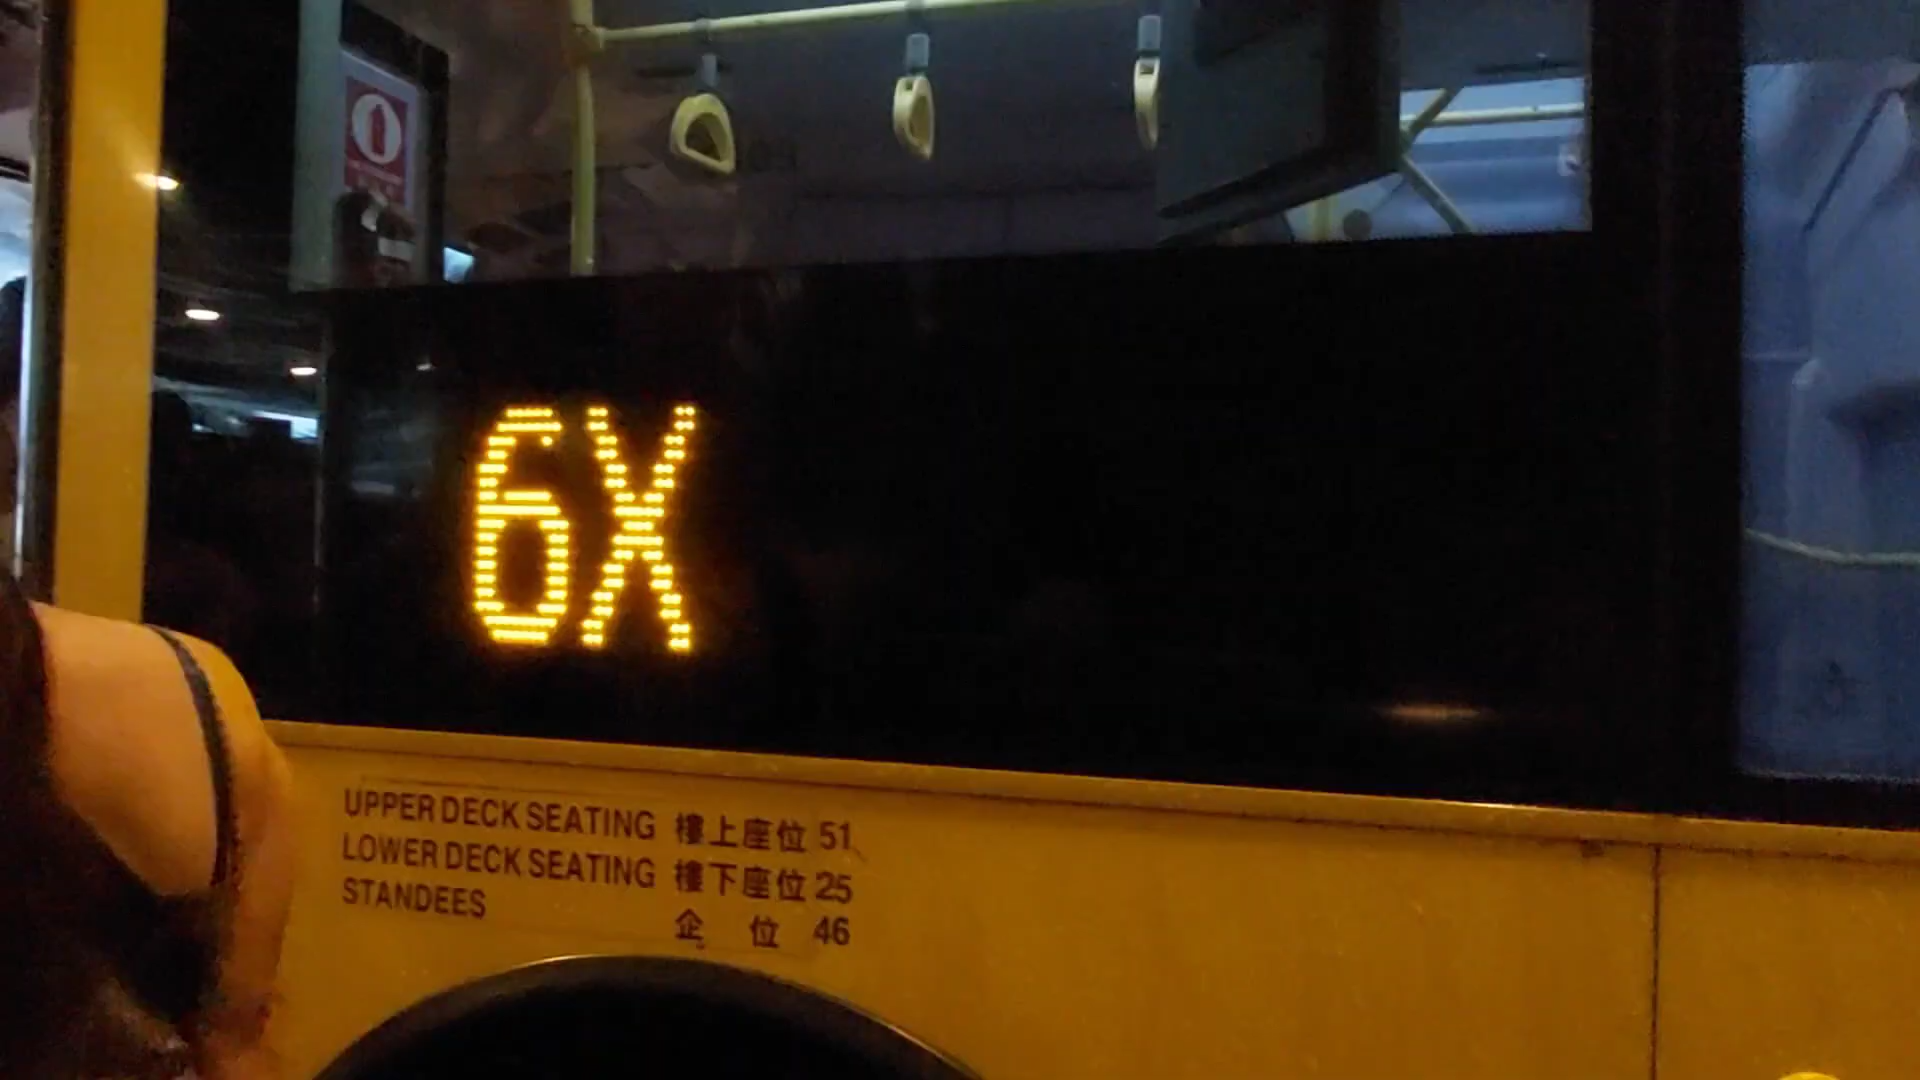 6X
UPPER DECK SEATING 樓上座位 51
LOWER DECK SEATING 樓下座位 25
STANDEES 企位 46